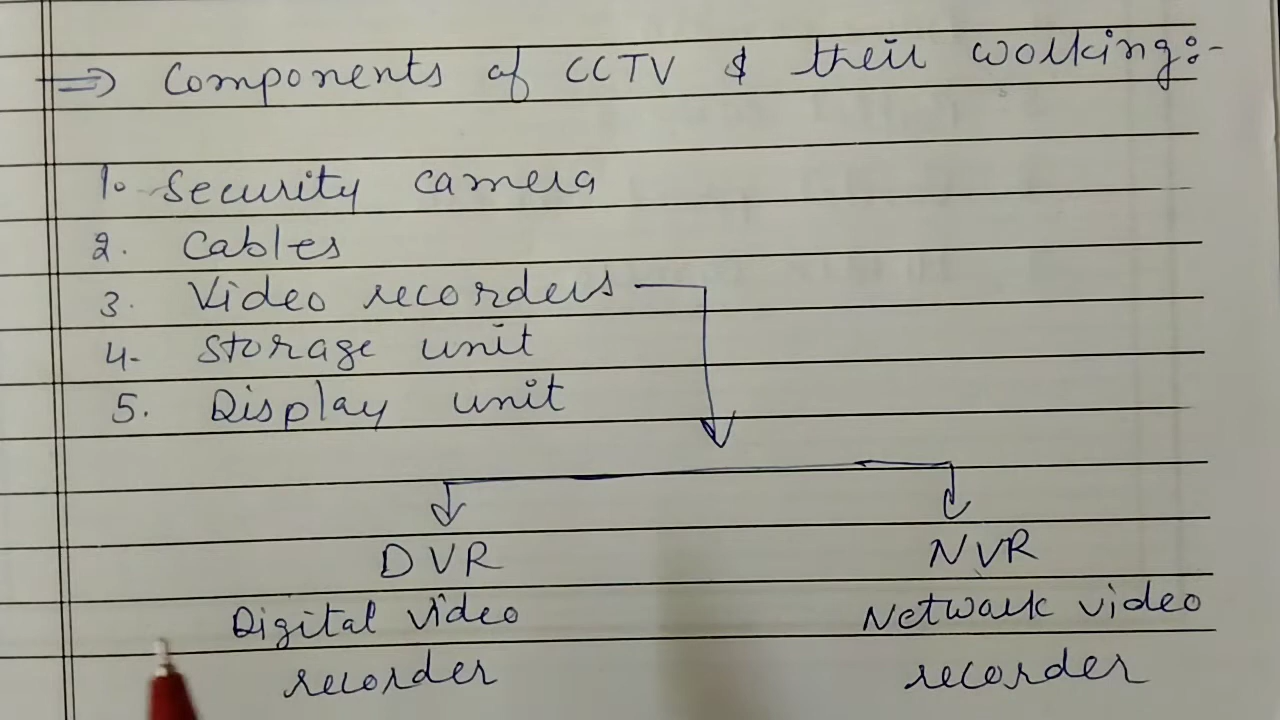 ⇒ Components of CCTV & their working:-
1. Security camera
2. Cables
3. Video recorders
4. Storage unit
5. Display unit
DVR NVR
Digital video Network video
recorder recorder